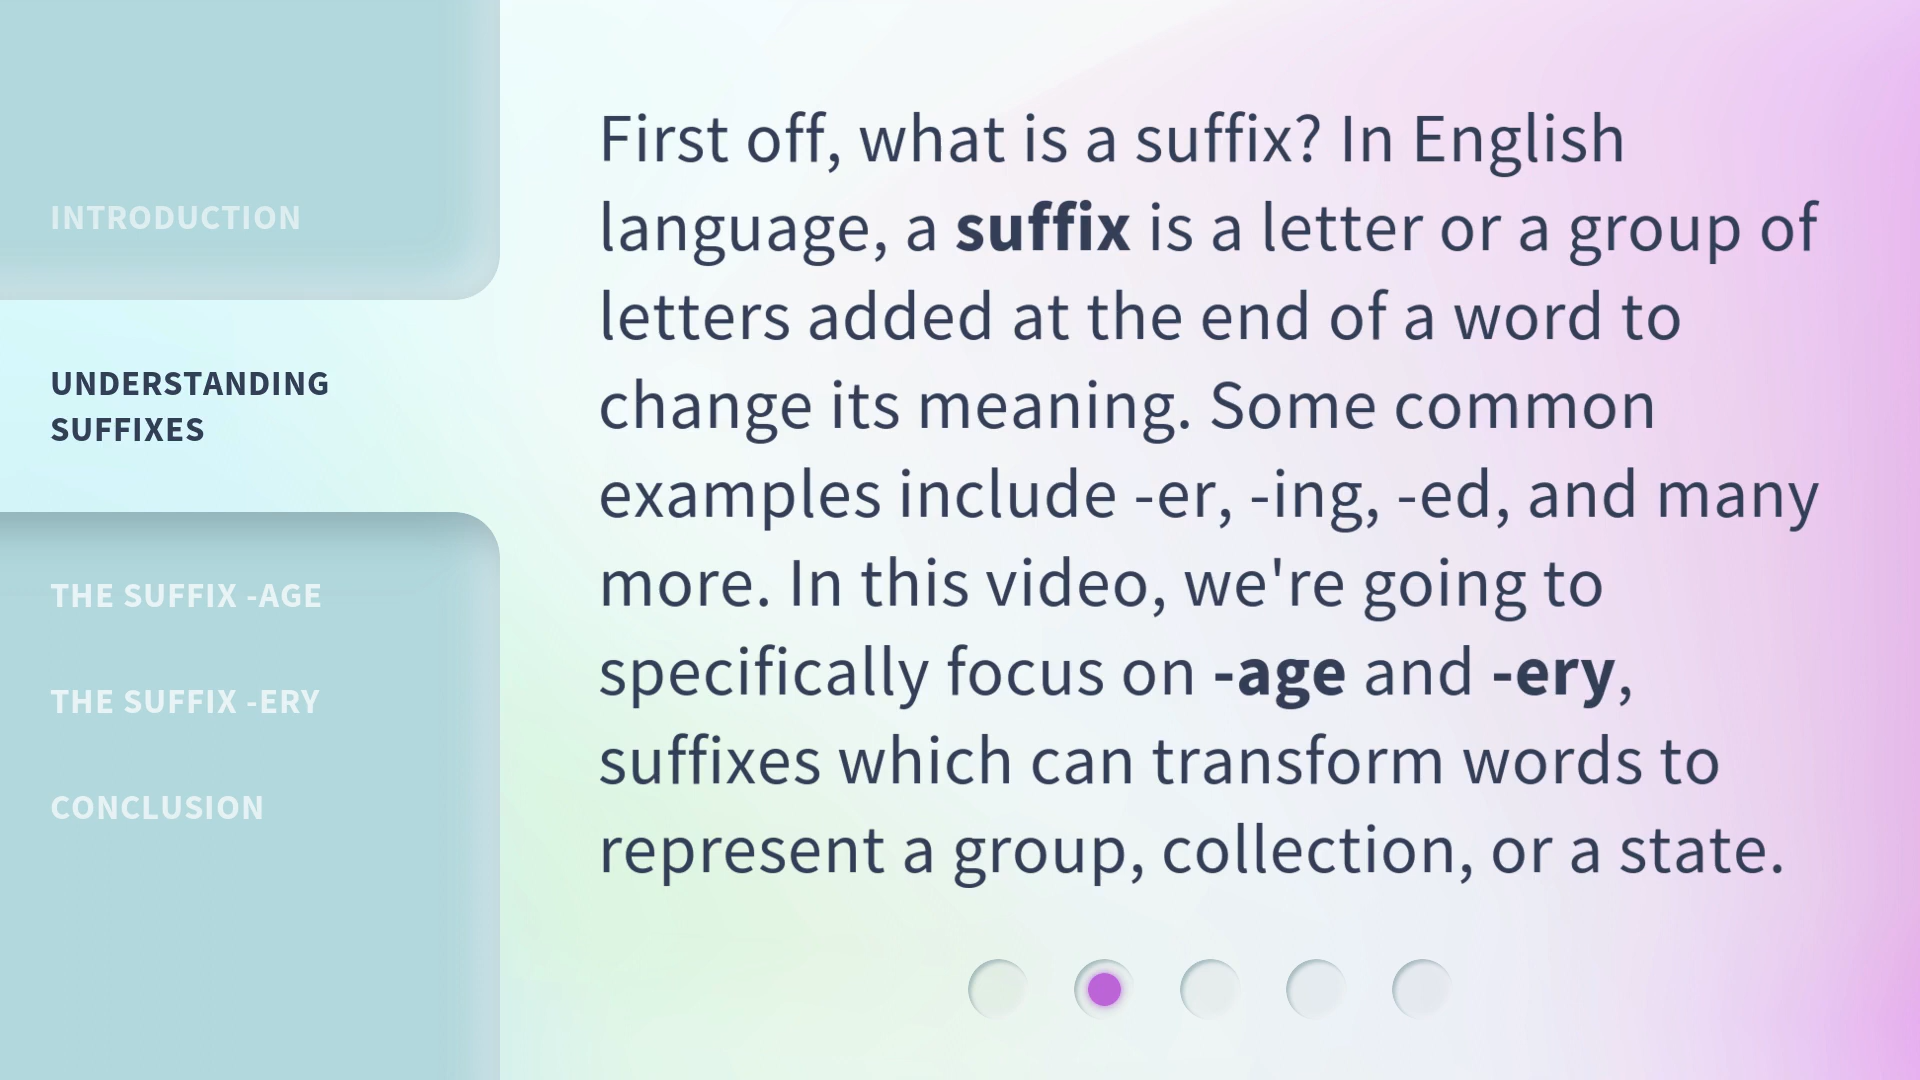 INTRODUCTION
UNDERSTANDING
SUFFIXES
THE SUFFIX -AGE
THE SUFFIX -ERY
CONCLUSION
First off, what is a suffix? In English
language, a suffix is a letter or a group of
letters added at the end of a word to
change its meaning. Some common
examples include -er, -ing, -ed, and many
more. In this video, we're going to
specifically focus on -age and -ery,
suffixes which can transform words to
represent a group, collection, or a state.